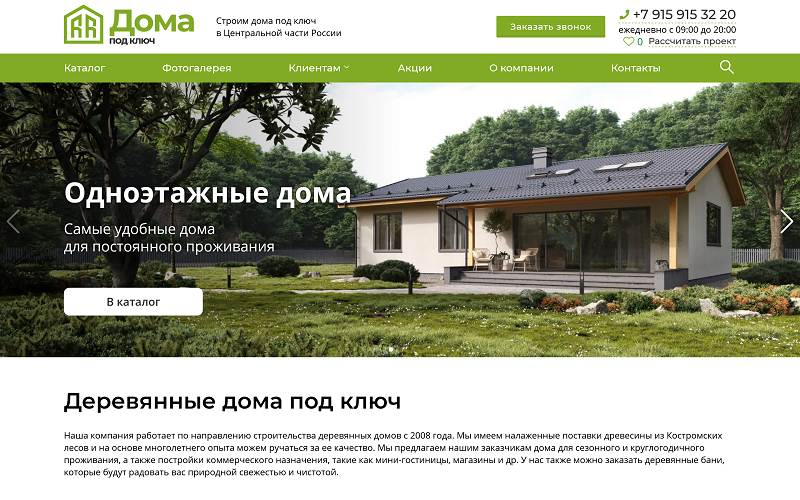 Дома
под ключ
Строим дома под ключ
в Центральной части России
Заказать звонок
+7 915 915 32 20
ежедневно с 09:00 до 20:00
0 Рассчитать проект
Каталог Фотогалерея Клиентам Акции О компании Контакты
Одноэтажные дома
Самые удобные дома
для постоянного проживания
В каталог
Деревянные дома под ключ
Наша компания работает по направлению строительства деревянных домов с 2008 года. Мы имеем налаженные поставки древесины из Костромских
лесов и на основе многолетнего опыта можем ручаться за ее качество. Мы предлагаем нашим заказчикам дома для сезонного и круглогодичного
проживания, а также постройки коммерческого назначения, такие как мини-гостиницы, магазины и др. У нас также можно заказать деревянные бани,
которые будут радовать вас природной свежестью и чистотой.